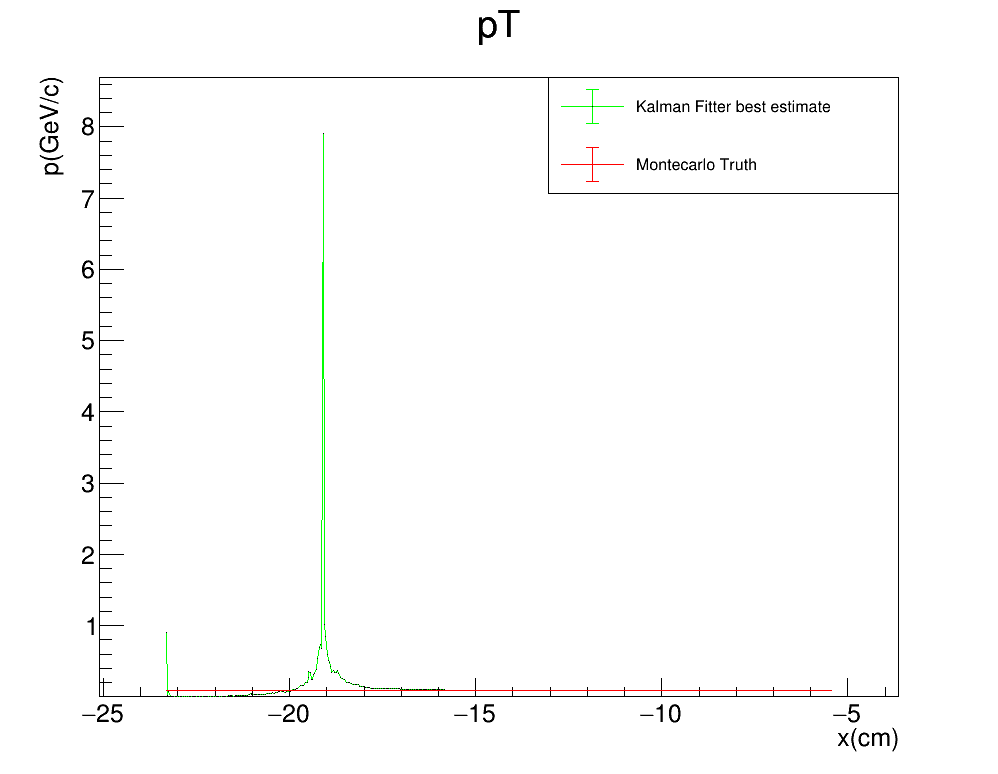 pT
p(GeV/c)
Kalman Fitter best estimate
Montecarlo Truth
8
7
6
5
4
3
2
1
−25 −20 −15 −10 −5
x(cm)